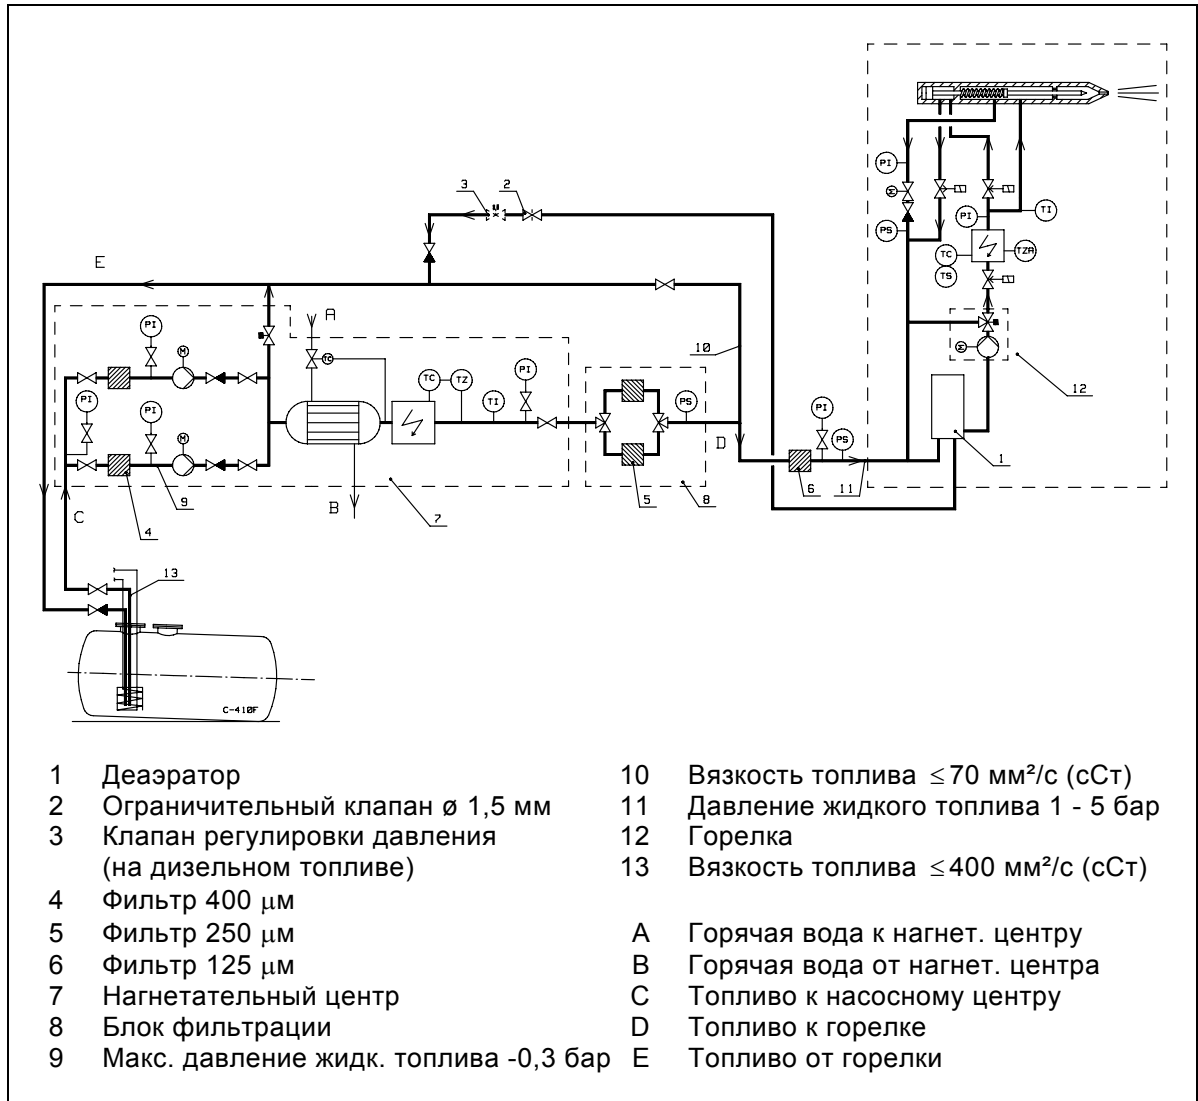 PI
M
PS
PI
TI
TC
TS
TZA
M
3
2
E
A
PI
M
TC
10
12
PI
PI
M
TC
TZ
TI
PI
PS
D
PI
PS
1
C
9
4
B
7
5
8
6
11
13
C-410F
1 Деаэратор
2 Ограничительный клапан ø 1,5 мм
3 Клапан регулировки давления
(на дизельном топливе)
4 Фильтр 400 μм
5 Фильтр 250 μм
6 Фильтр 125 μм
7 Нагнетательный центр
8 Блок фильтрации
9 Макс. давление жидк. топлива -0,3 бар
10 Вязкость топлива ≤70 мм²/с (сСт)
11 Давление жидкого топлива 1 - 5 бар
12 Горелка
13 Вязкость топлива ≤400 мм²/с (сСт)
A Горячая вода к нагнет. центру
B Горячая вода от нагнет. центра
C Топливо к насосному центру
D Топливо к горелке
E Топливо от горелки